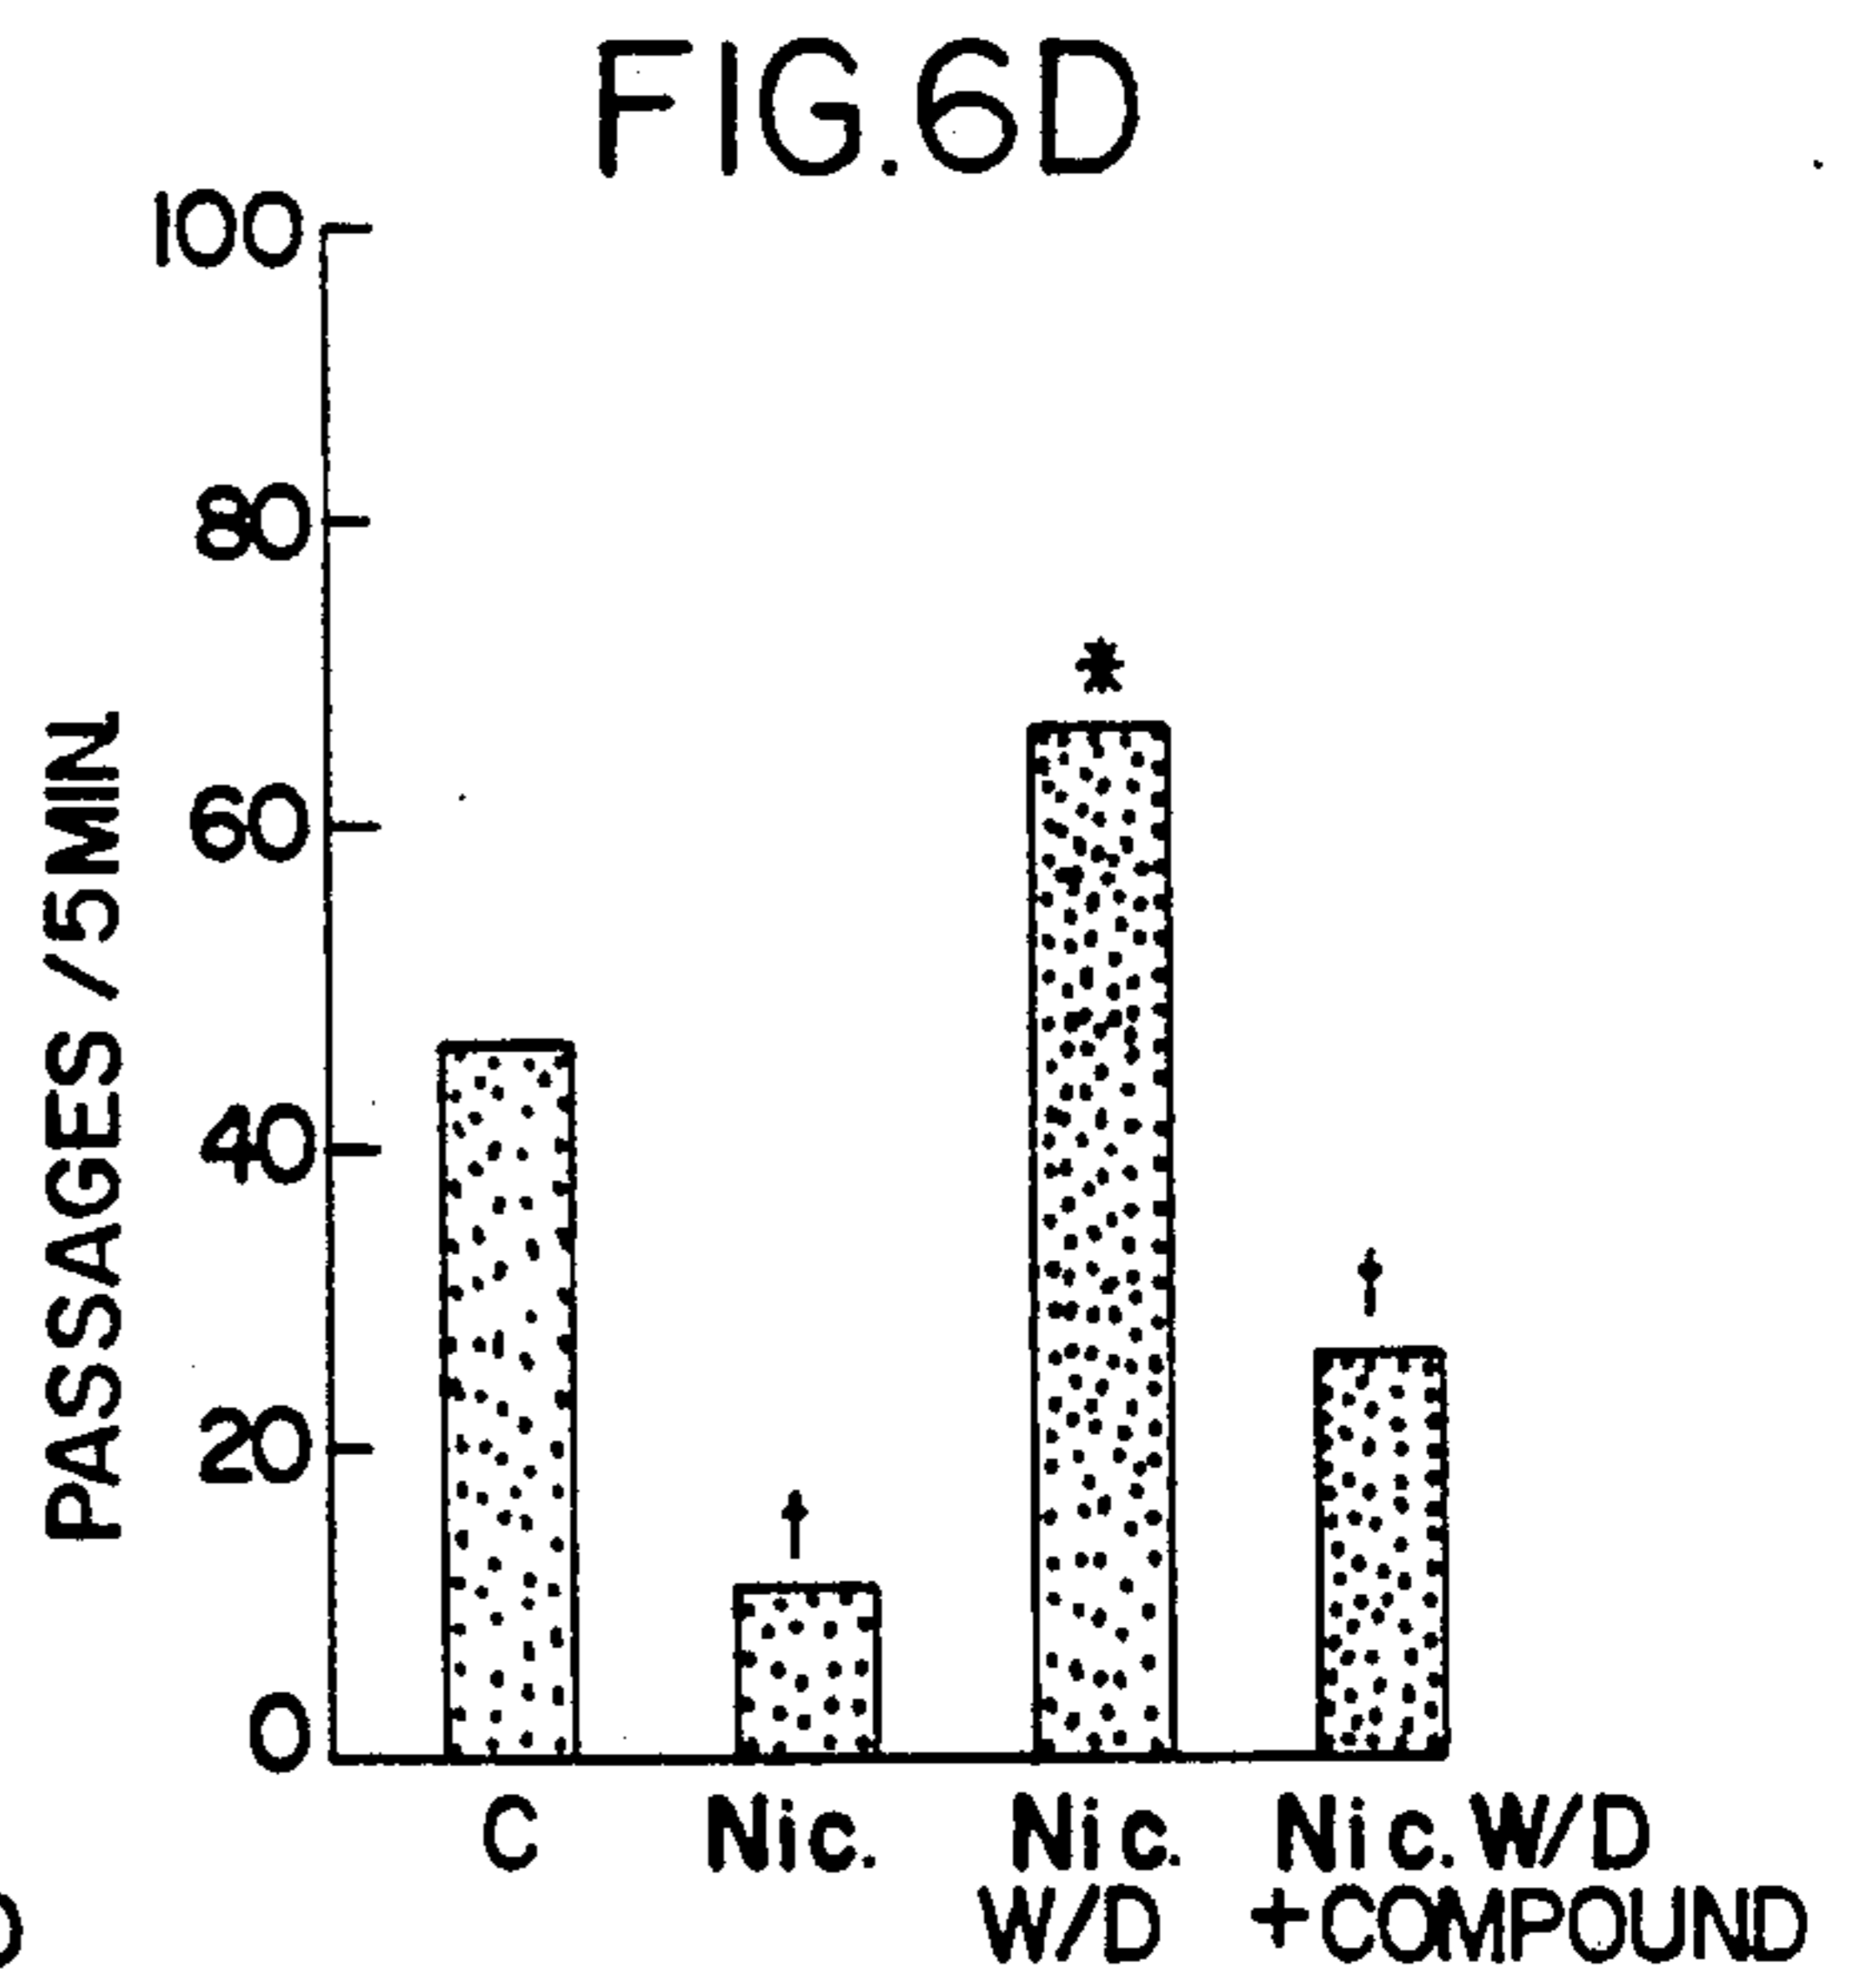 FIG.6D
100
80
60
40
20
0
PASSAGES /5MIN.
C
Nic.
Nic.
W/D
Nic. W/D
+COMPOUND
*
†
†